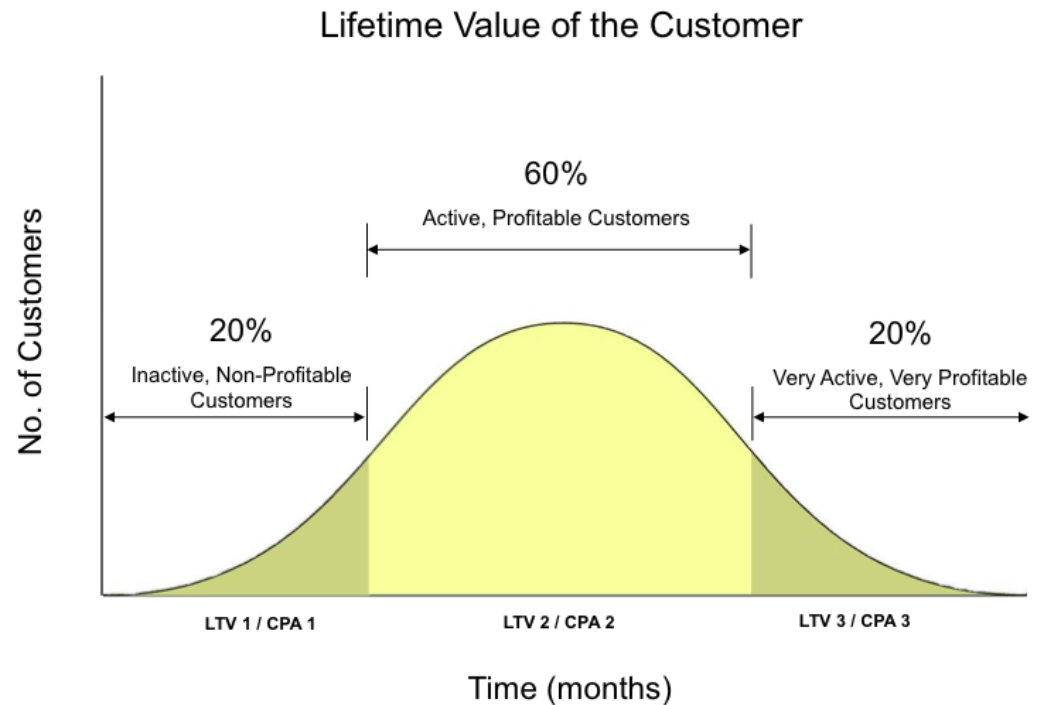 Lifetime Value of the Customer
60%
Active, Profitable Customers
20%
Inactive, Non-Profitable
Customers
20%
Very Active, Very Profitable
Customers
No. of Customers
LTV 1 / CPA 1
LTV 2 / CPA 2
LTV 3 / CPA 3
Time (months)